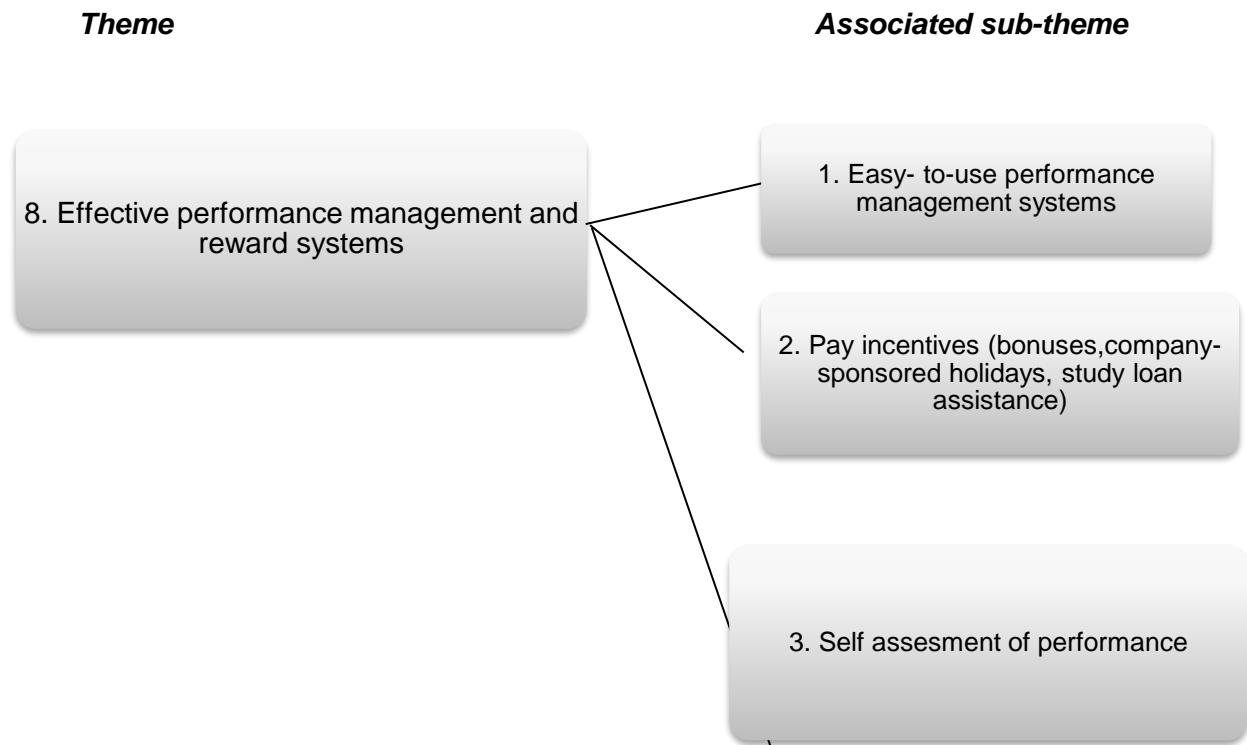 Theme
Associated sub-theme
8. Effective performance management and
reward systems
1. Easy- to-use performance
management systems
2. Pay incentives (bonuses,company-
sponsored holidays, study loan
assistance)
3. Self assesment of performance